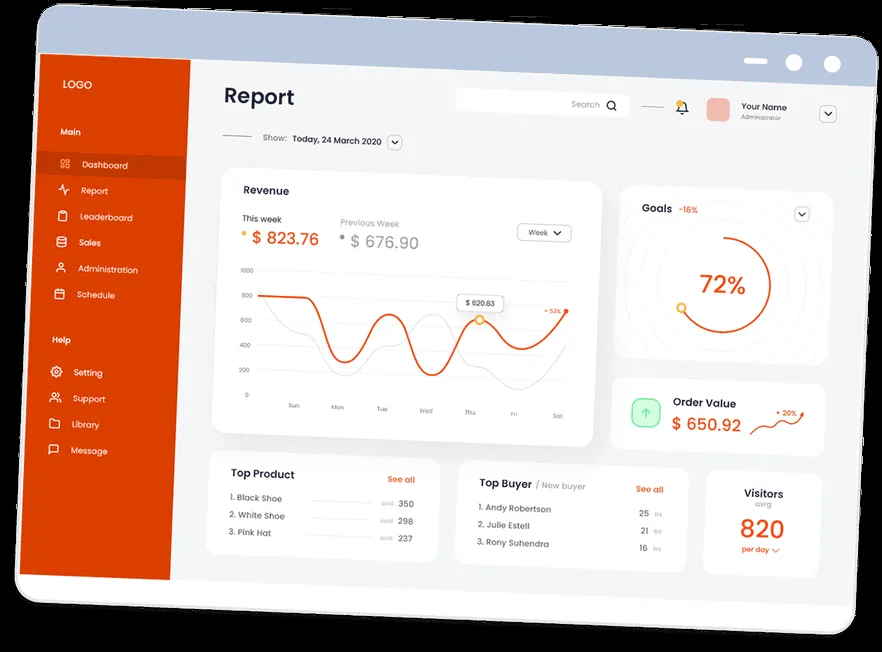 LOGO
Main
Dashboard
Report
Leaderboard
Sales
Administration
Schedule
Help
Setting
Support
Library
Message
Report
Search
Your Name
Administrator
Show: Today, 24 March 2020
Revenue
This week
$ 823.76
Previous Week
$ 676.90
Week
1000
800
600
400
200
0
$ 620.83
+ 53%
Sun
Mon
Tue
Wed
Thu
Fri
Sat
Goals -16%
72%
Order Value
$ 650.92
+ 20%
Top Product
See all
1. Black Shoe sold 350
2. White Shoe sold 298
3. Pink Hat sold 237
Top Buyer / New buyer
See all
1. Andy Robertson 25 trx
2. Julie Estell 21 trx
3. Rony Suhendra 16 trx
Visitors
avrg
820
per day